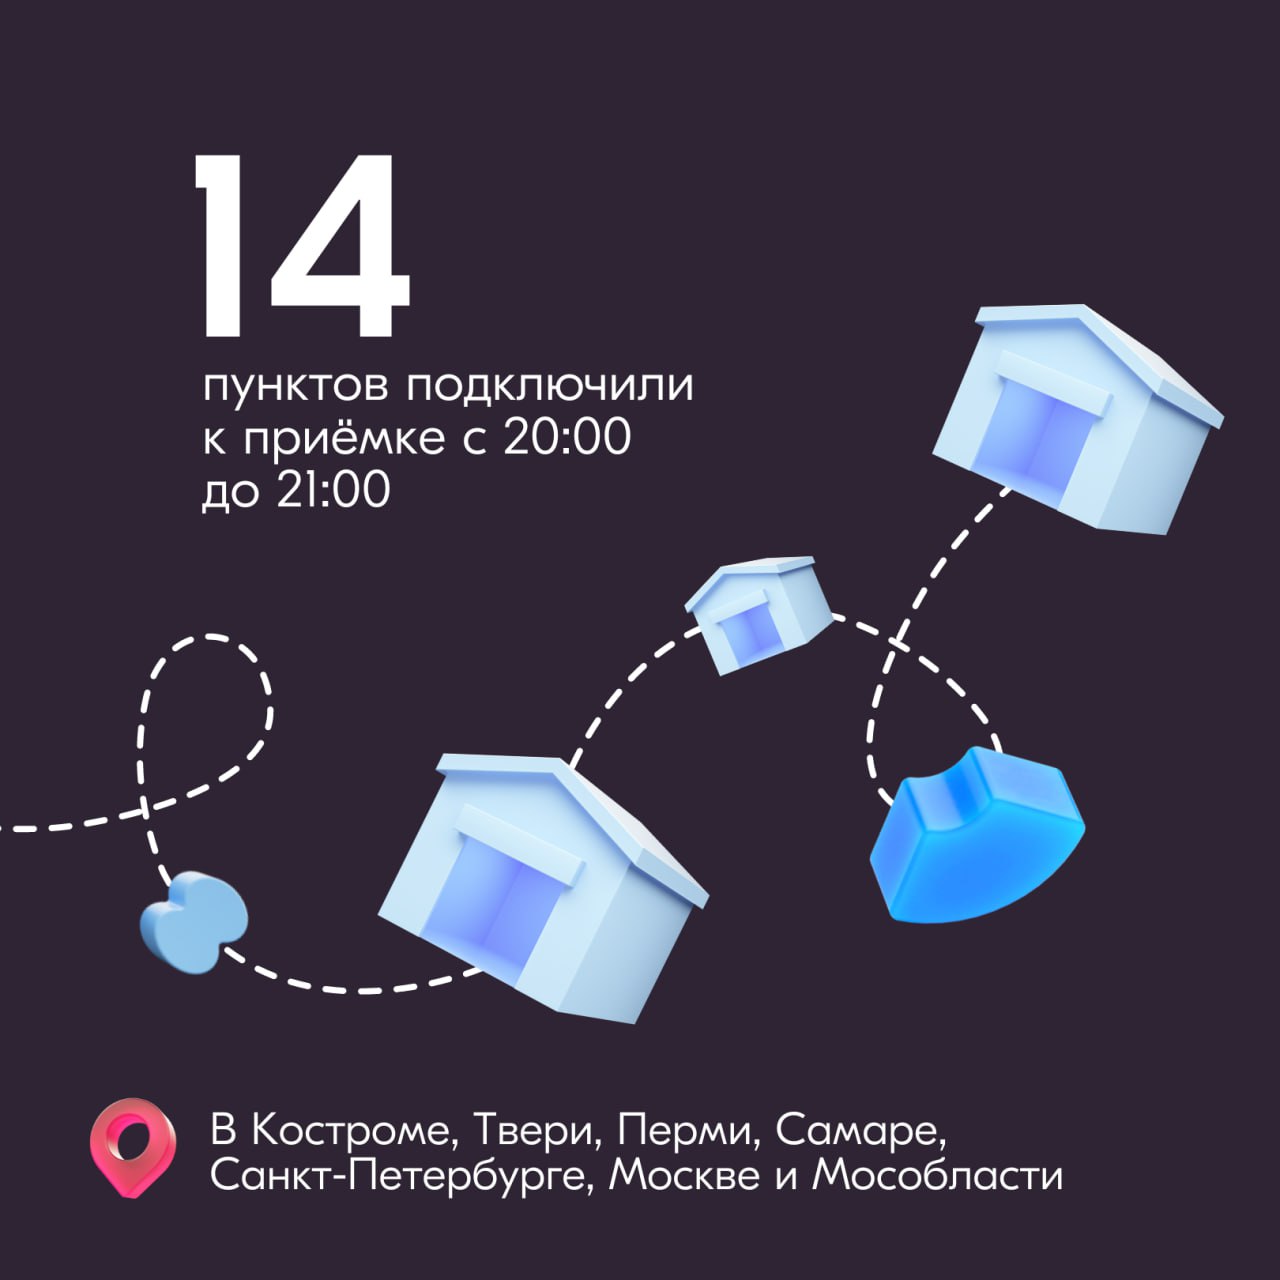 14
пунктов подключили
к приёмке с 20:00
до 21:00
В Костроме, Твери, Перми, Самаре,
Санкт-Петербурге, Москве и Мособласти